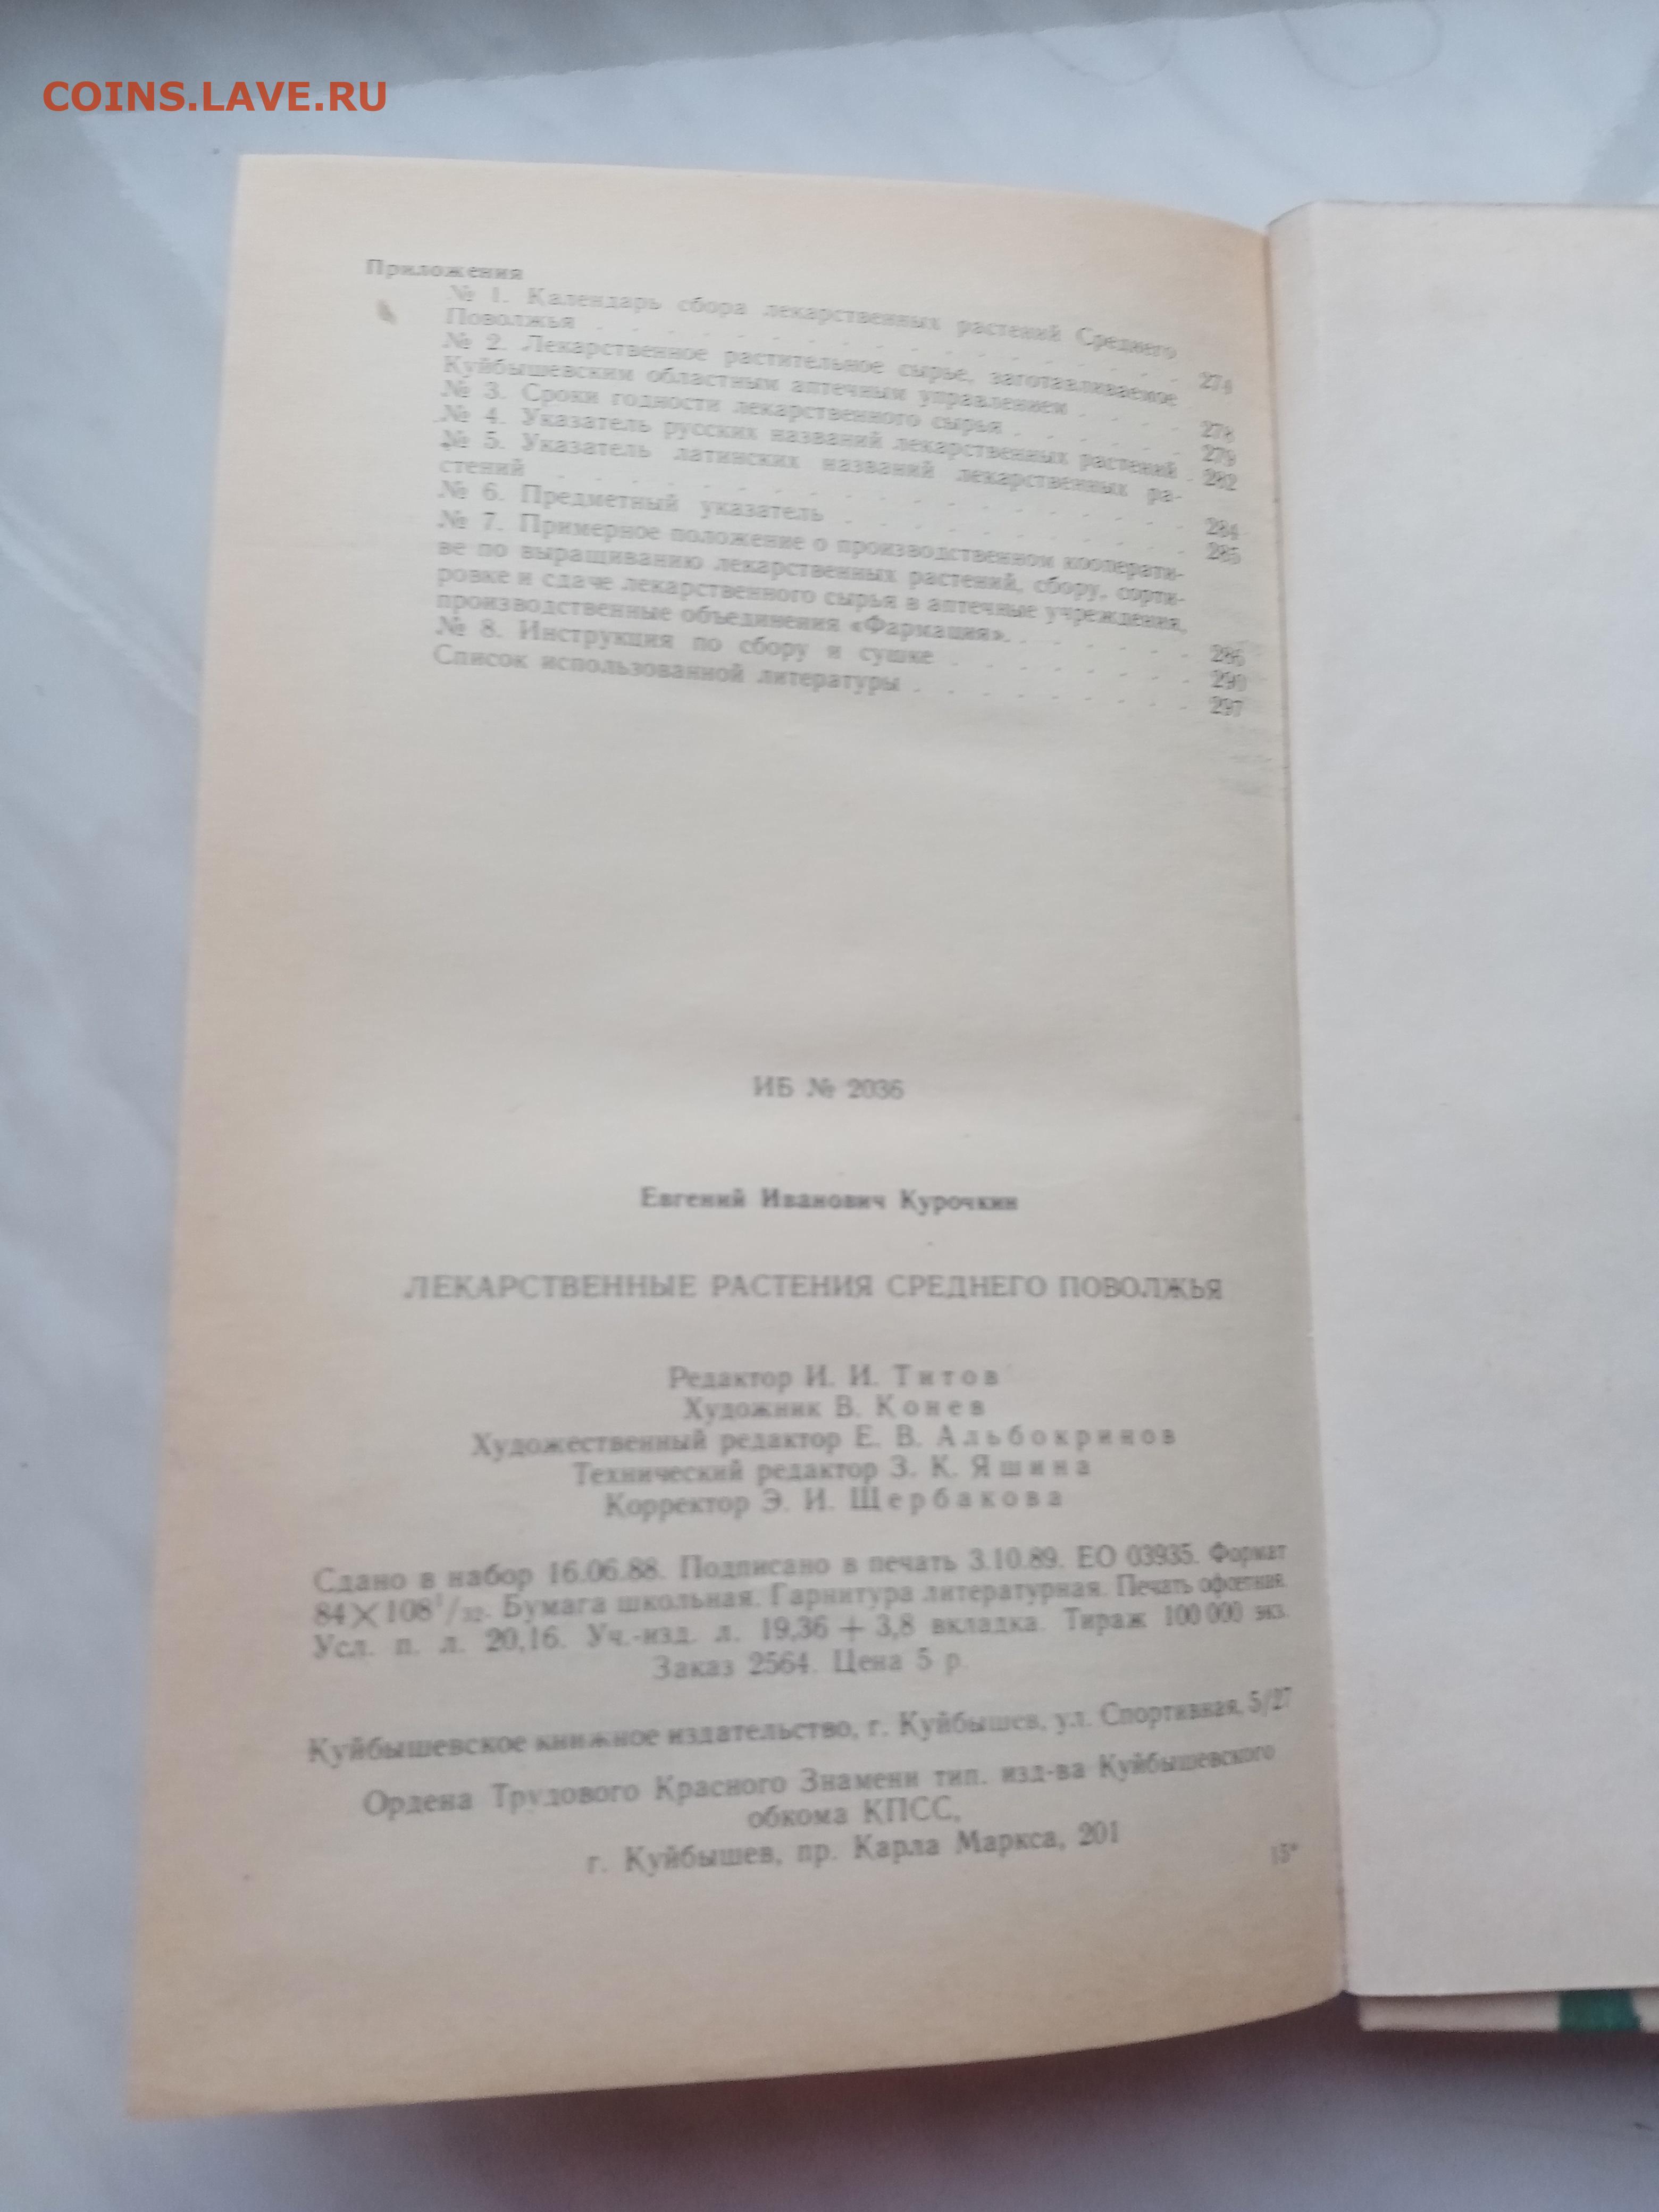 COINS.LAVE.RU
Приложения
№ 1. Календарь сбора лекарственных растений Среднего
Поволжья . . . . . . . . . . . . . . . . 274
№ 2. Лекарственное растительное сырье, заготавливаемое
Куйбышевским областным аптечным управлением . . . . 278
№ 3. Сроки годности лекарственного сырья . . . . . . 279
№ 4. Указатель русских названий лекарственных растений . 282
№ 5. Указатель латинских названий лекарственных ра-
стений . . . . . . . . . . . . . . . . . 284
№ 6. Предметный указатель . . . . . . . . . . 285
№ 7. Примерное положение о производственном кооперати-
ве по выращиванию лекарственных растений, сбору, сорти-
ровке и сдаче лекарственного сырья в аптечные учреждения,
производственные объединения «Фармация». . . . . . 286
№ 8. Инструкция по сбору и сушке . . . . . . . . 290
Список использованной литературы . . . . . . . . . 297
ИБ № 2036
Евгений Иванович Курочкин
ЛЕКАРСТВЕННЫЕ РАСТЕНИЯ СРЕДНЕГО ПОВОЛЖЬЯ
Редактор И. И. Титов
Художник В. Конев
Художественный редактор Е. В. Альбокринов
Технический редактор З. К. Яшина
Корректор Э. И. Щербакова
Сдано в набор 16.06.88. Подписано в печать 3.10.89. ЕО 03935. Формат
84×108¹/₃₂. Бумага школьная. Гарнитура литературная. Печать офсетная.
Усл. п. л. 20,16. Уч.-изд. л. 19,36 + 3,8 вкладка. Тираж 100 000 экз.
Заказ 2564. Цена 5 р.
Куйбышевское книжное издательство, г. Куйбышев, ул. Спортивная, 5/27
Ордена Трудового Красного Знамени тип. изд-ва Куйбышевского
обкома КПСС,
г. Куйбышев, пр. Карла Маркса, 201
15*